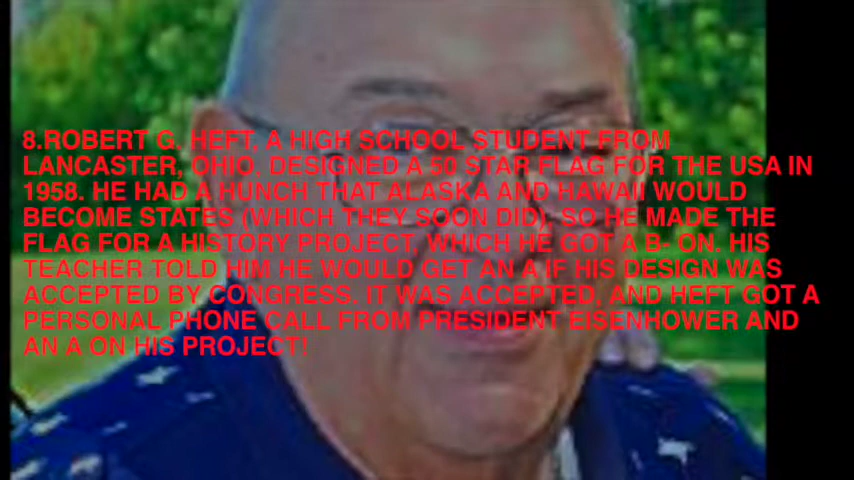 8.ROBERT G. HEFT, A HIGH SCHOOL STUDENT FROM
LANCASTER, OHIO, DESIGNED A 50 STAR FLAG FOR THE USA IN
1958. HE HAD A HUNCH THAT ALASKA AND HAWAII WOULD
BECOME STATES (WHICH THEY SOON DID), SO HE MADE THE
FLAG FOR A HISTORY PROJECT, WHICH HE GOT A B- ON. HIS
TEACHER TOLD HIM HE WOULD GET AN A IF HIS DESIGN WAS
ACCEPTED BY CONGRESS. IT WAS ACCEPTED, AND HEFT GOT A
PERSONAL PHONE CALL FROM PRESIDENT EISENHOWER AND
AN A ON HIS PROJECT!